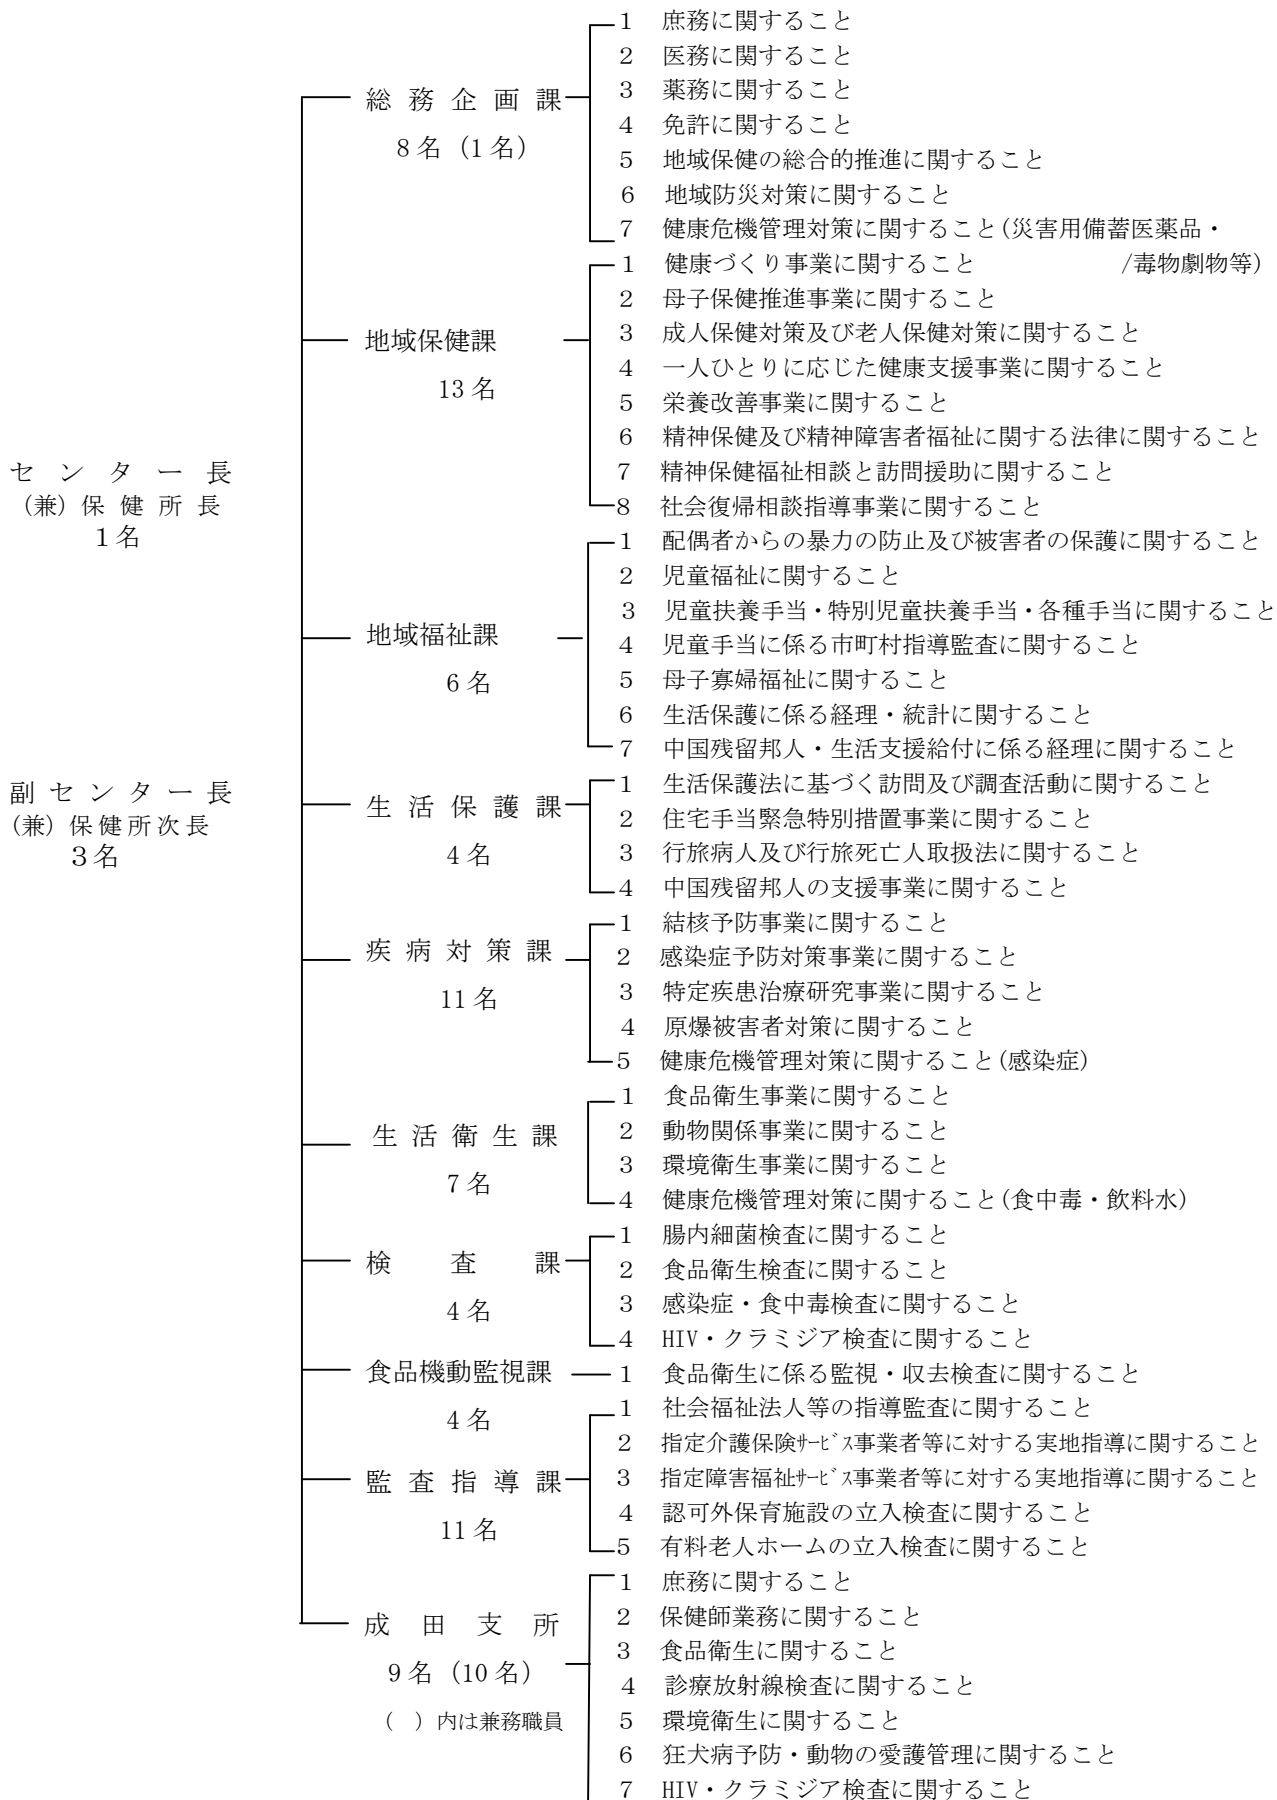 センター長
(兼) 保健所長
1名
副センター長
(兼) 保健所次長
3名
総務企画課
8名 (1名)
1 庶務に関すること
2 医務に関すること
3 薬務に関すること
4 免許に関すること
5 地域保健の総合的推進に関すること
6 地域防災対策に関すること
7 健康危機管理対策に関すること(災害用備蓄医薬品・
/毒物劇物等)
地域保健課
13名
1 健康づくり事業に関すること
2 母子保健推進事業に関すること
3 成人保健対策及び老人保健対策に関すること
4 一人ひとりに応じた健康支援事業に関すること
5 栄養改善事業に関すること
6 精神保健及び精神障害者福祉に関する法律に関すること
7 精神保健福祉相談と訪問援助に関すること
8 社会復帰相談指導事業に関すること
地域福祉課
6名
1 配偶者からの暴力の防止及び被害者の保護に関すること
2 児童福祉に関すること
3 児童扶養手当・特別児童扶養手当・各種手当に関すること
4 児童手当に係る市町村指導監査に関すること
5 母子寡婦福祉に関すること
6 生活保護に係る経理・統計に関すること
7 中国残留邦人・生活支援給付に係る経理に関すること
生活保護課
4名
1 生活保護法に基づく訪問及び調査活動に関すること
2 住宅手当緊急特別措置事業に関すること
3 行旅病人及び行旅死亡人取扱法に関すること
4 中国残留邦人の支援事業に関すること
疾病対策課
11名
1 結核予防事業に関すること
2 感染症予防対策事業に関すること
3 特定疾患治療研究事業に関すること
4 原爆被害者対策に関すること
5 健康危機管理対策に関すること(感染症)
生活衛生課
7名
1 食品衛生事業に関すること
2 動物関係事業に関すること
3 環境衛生事業に関すること
4 健康危機管理対策に関すること(食中毒・飲料水)
検査課
4名
1 腸内細菌検査に関すること
2 食品衛生検査に関すること
3 感染症・食中毒検査に関すること
4 HIV・クラミジア検査に関すること
食品機動監視課
4名
1 食品衛生に係る監視・収去検査に関すること
監査指導課
11名
1 社会福祉法人等の指導監査に関すること
2 指定介護保険ｻｰﾋﾞｽ事業者等に対する実地指導に関すること
3 指定障害福祉ｻｰﾋﾞｽ事業者等に対する実地指導に関すること
4 認可外保育施設の立入検査に関すること
5 有料老人ホームの立入検査に関すること
成田支所
9名 (10名)
( )内は兼務職員
1 庶務に関すること
2 保健師業務に関すること
3 食品衛生に関すること
4 診療放射線検査に関すること
5 環境衛生に関すること
6 狂犬病予防・動物の愛護管理に関すること
7 HIV・クラミジア検査に関すること